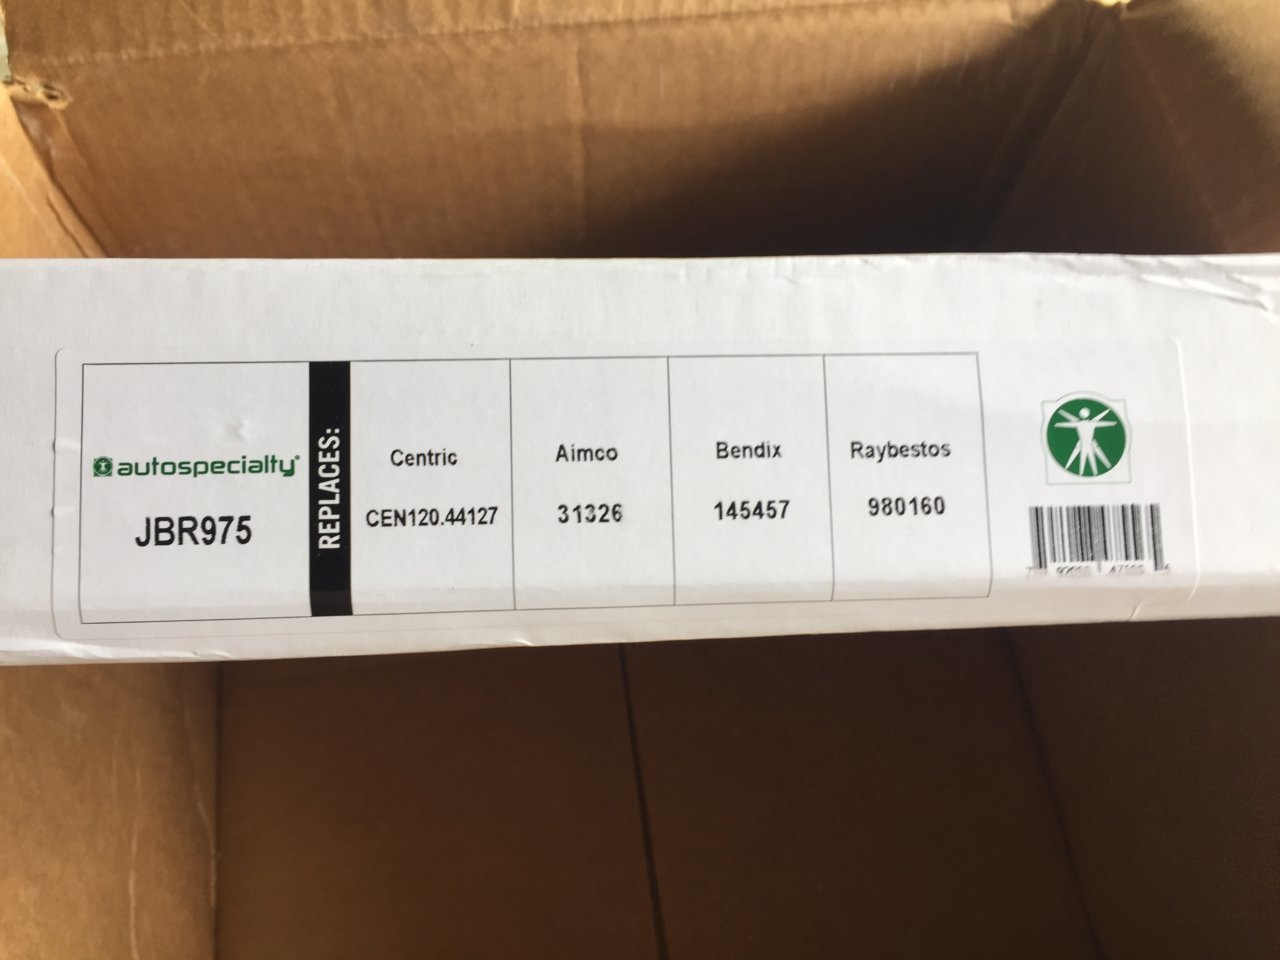 autospecialty
JBR975
REPLACES:
Centric
CEN120.44127
Aimco
31326
Bendix
145457
Raybestos
980160